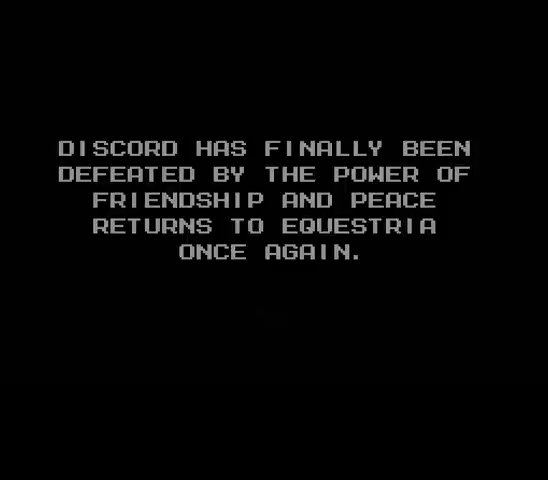 DISCORD HAS FINALLY BEEN
DEFEATED BY THE POWER OF
FRIENDSHIP AND PEACE
RETURNS TO EQUESTRIA
ONCE AGAIN.